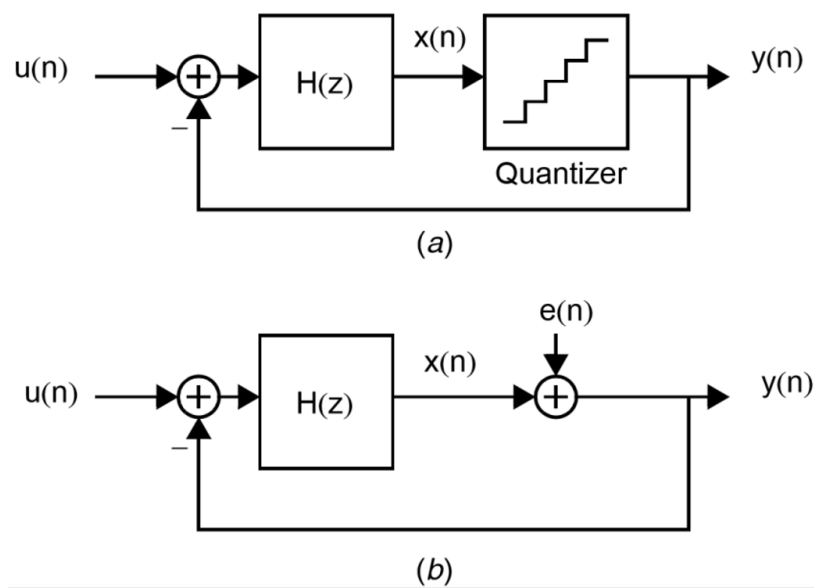 x(n)
u(n)
+
H(z)
y(n)
−
Quantizer
(a)
e(n)
x(n)
u(n)
H(z)
+
+
y(n)
−
(b)